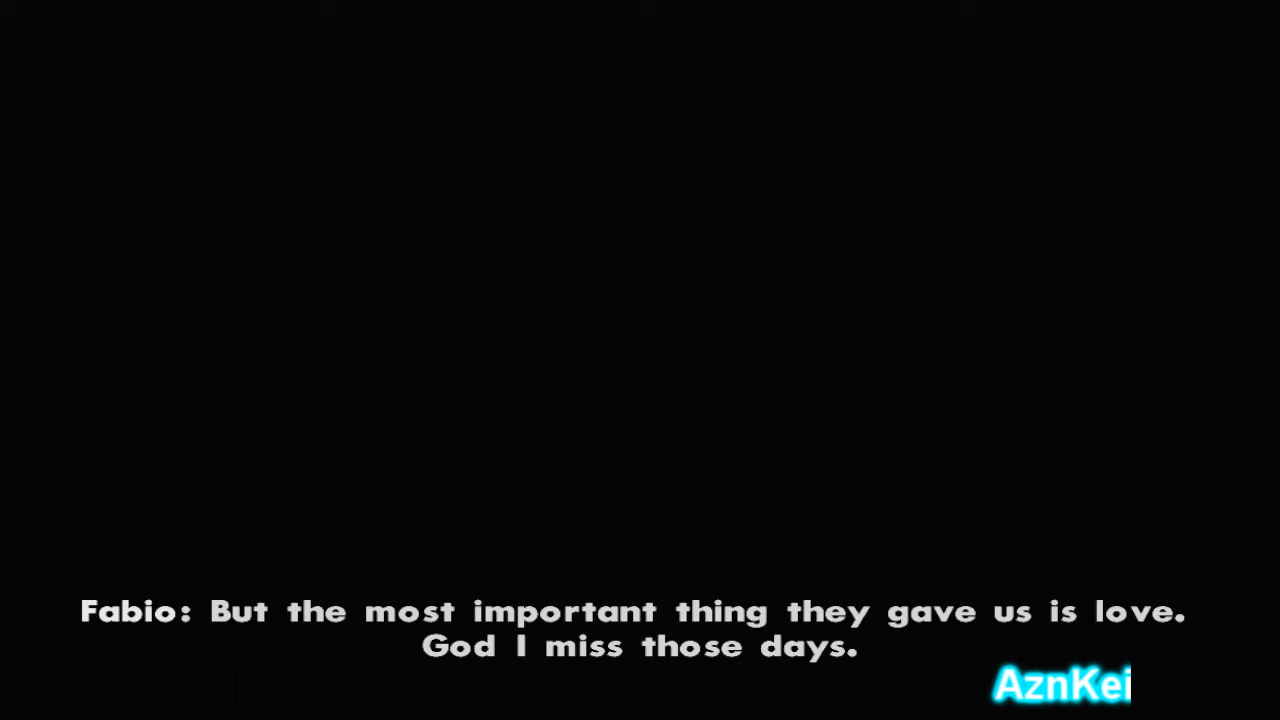 Fabio: But the most important thing they gave us is love.
God I miss those days.
AznKei